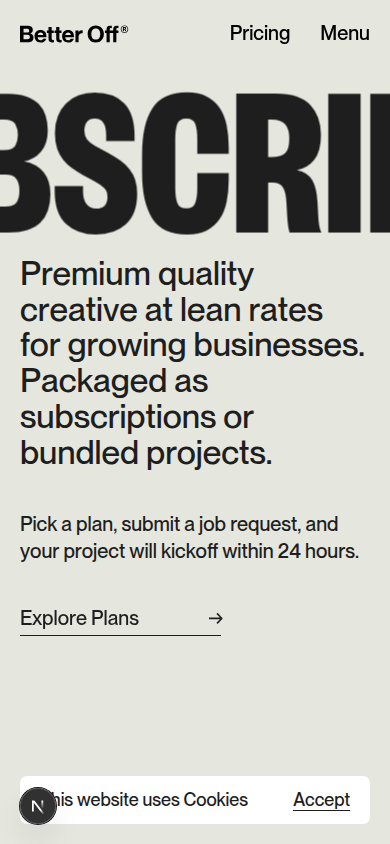 Better Off®
Pricing
Menu
BSCRI
Premium quality
creative at lean rates
for growing businesses.
Packaged as
subscriptions or
bundled projects.
Pick a plan, submit a job request, and
your project will kickoff within 24 hours.
Explore Plans →
his website uses Cookies
Accept
N